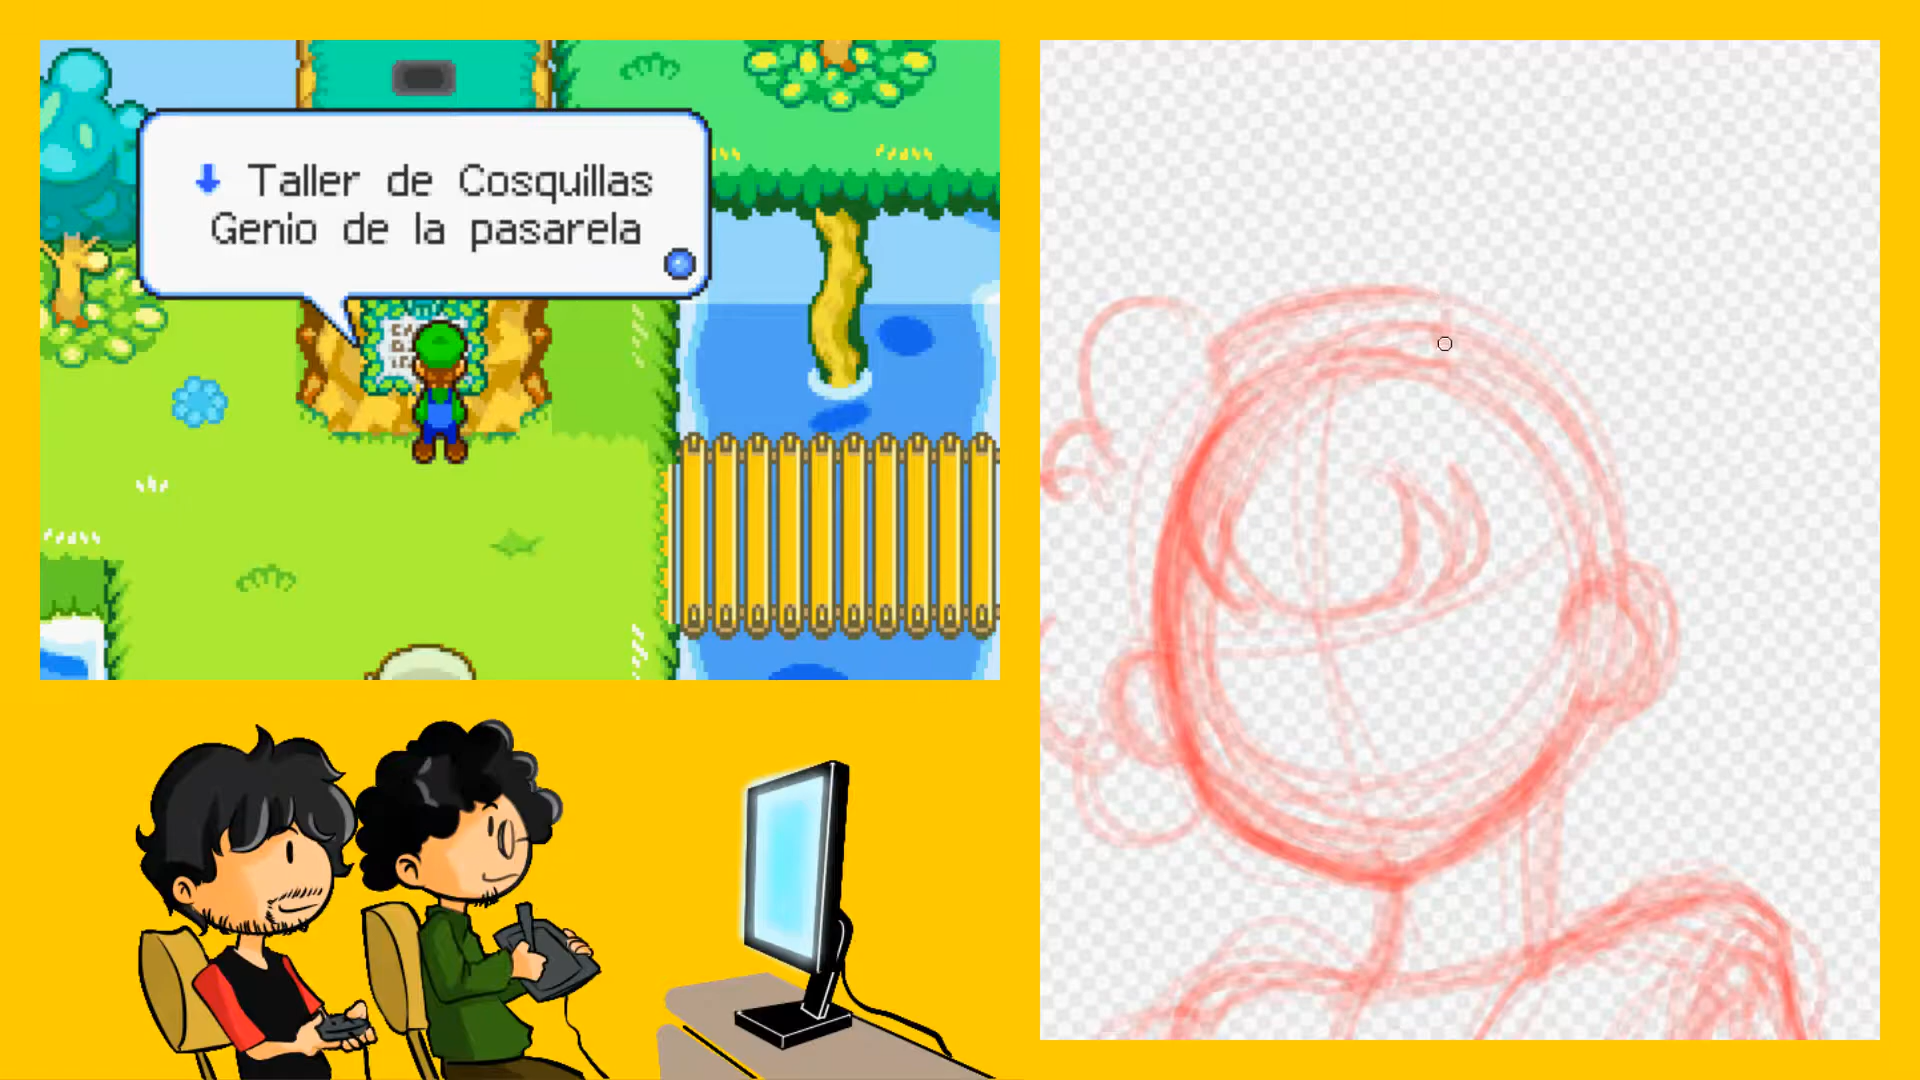 ↓ Taller de Cosquillas
Genio de la pasarela